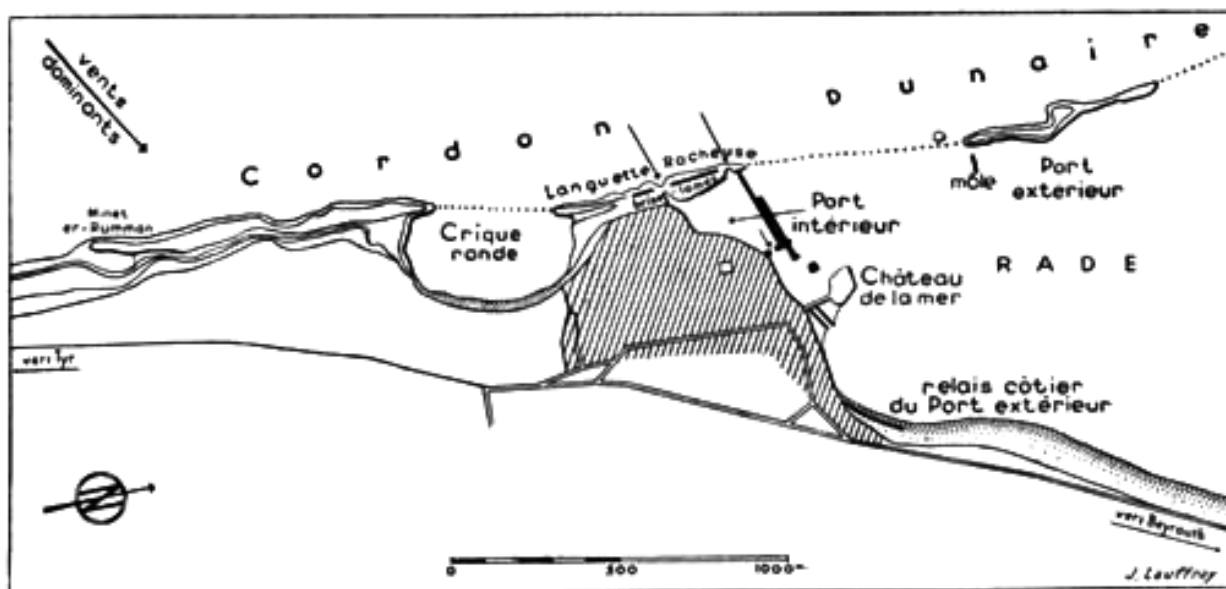 vents
dominants
Cordon Dunaire
Languette Rocheuse
Minet
er-Rumman
Crique
ronde
Port
intérieur
môle
Port
extérieur
RADE
Château
de la mer
vers Tyr
relais côtier
du Port extérieur
vers Beyrouth
N
0 500 1000
J. Lauffray